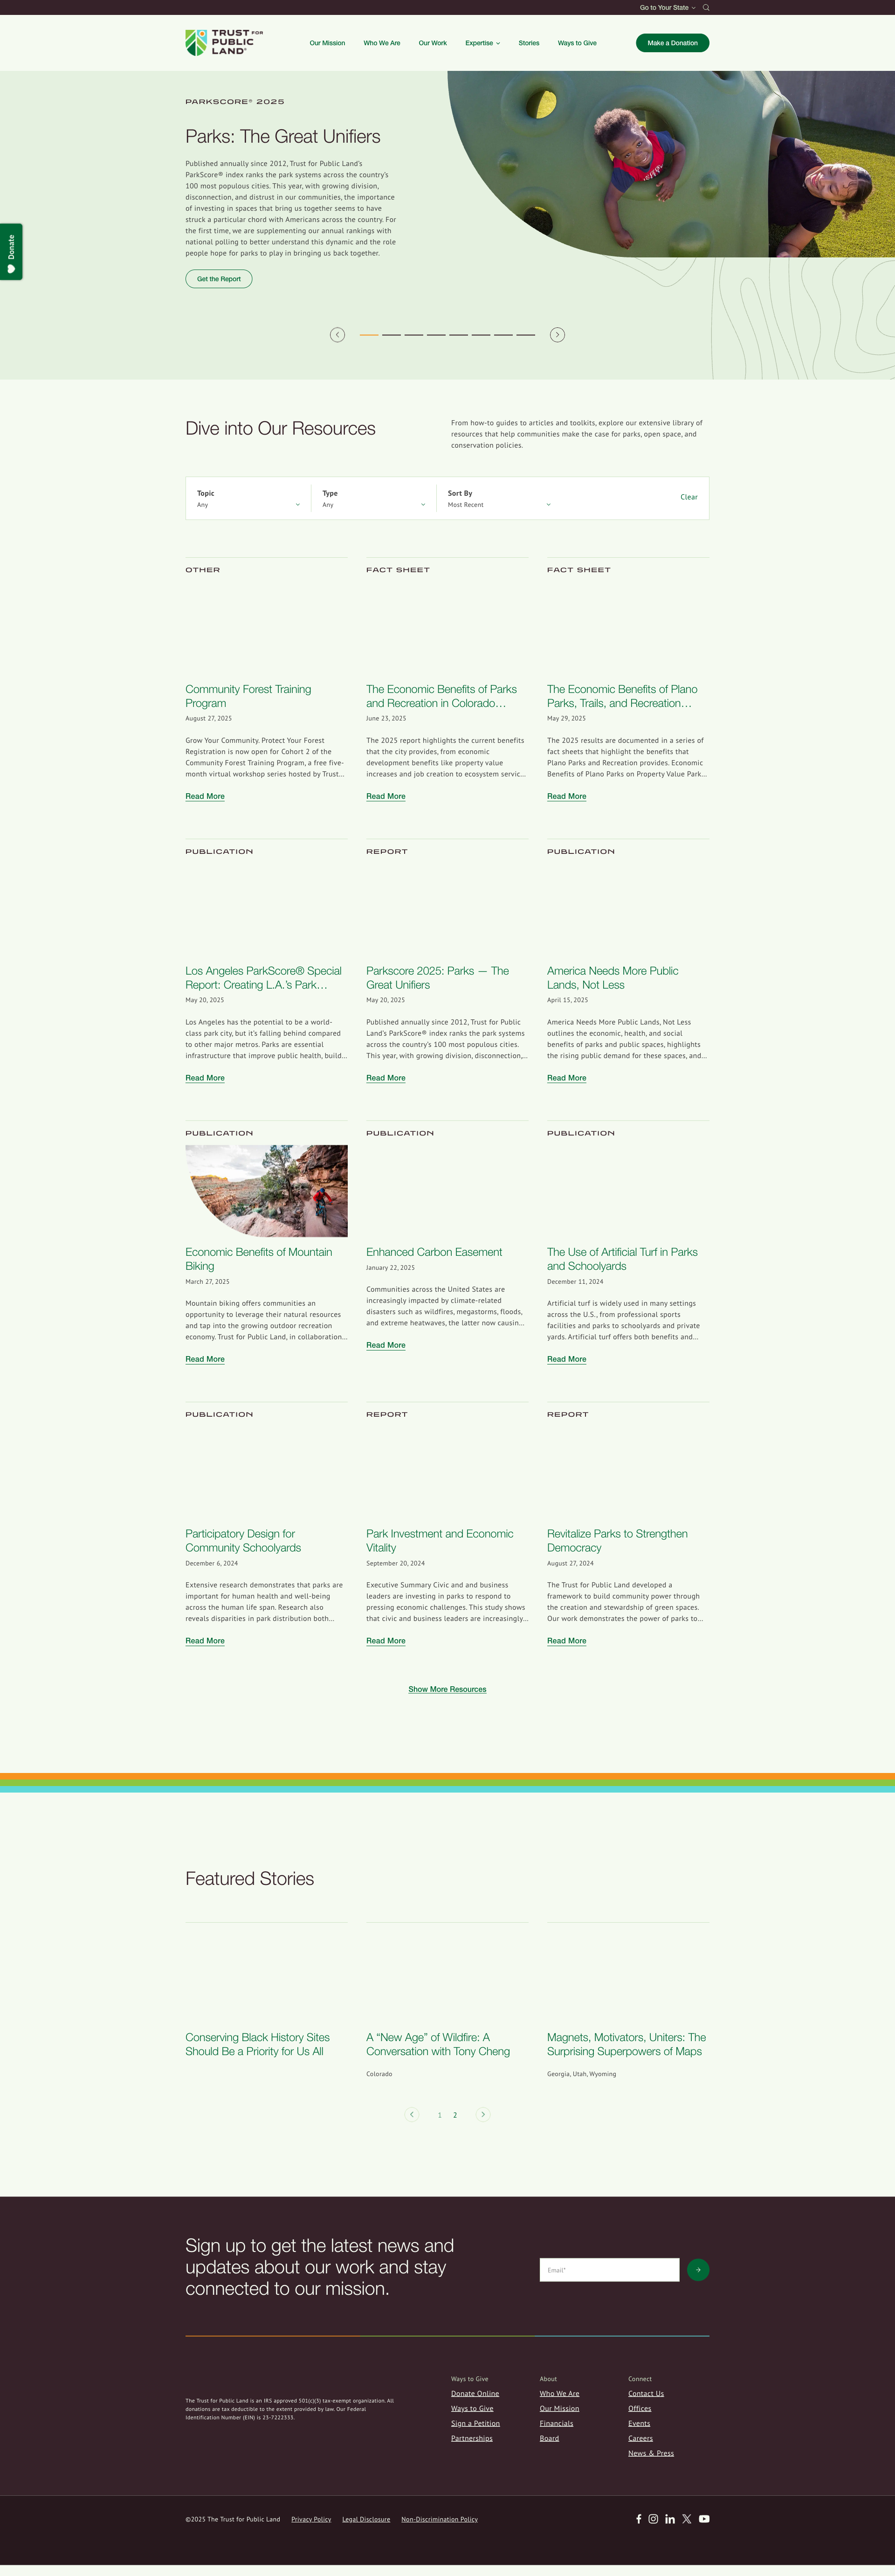 Go to Your State
TRUST FOR
PUBLIC
LAND®
Our Mission
Who We Are
Our Work
Expertise
Stories
Ways to Give
Make a Donation
PARKSCORE® 2025
Parks: The Great Unifiers
Published annually since 2012, Trust for Public Land's
ParkScore® index ranks the park systems across the country's
100 most populous cities. This year, with growing division,
disconnection, and distrust in our communities, the importance
of investing in spaces that bring us together seems to have
struck a particular chord with Americans across the country. For
the first time, we are supplementing our annual rankings with
national polling to better understand this dynamic and the role
people hope for parks to play in bringing us back together.
Get the Report
Donate
Dive into Our Resources
From how-to guides to articles and toolkits, explore our extensive library of
resources that help communities make the case for parks, open space, and
conservation policies.
Topic
Any
Type
Any
Sort By
Most Recent
Clear
OTHER
Community Forest Training
Program
August 27, 2025
Grow Your Community. Protect Your Forest
Registration is now open for Cohort 2 of the
Community Forest Training Program, a free five-
month virtual workshop series hosted by Trust...
Read More
FACT SHEET
The Economic Benefits of Parks
and Recreation in Colorado...
June 23, 2025
The 2025 report highlights the current benefits
that the city provides, from economic
development benefits like property value
increases and job creation to ecosystem servic...
Read More
FACT SHEET
The Economic Benefits of Plano
Parks, Trails, and Recreation...
May 29, 2025
The 2025 results are documented in a series of
fact sheets that highlight the benefits that
Plano Parks and Recreation provides. Economic
Benefits of Plano Parks on Property Value Park...
Read More
PUBLICATION
Los Angeles ParkScore® Special
Report: Creating L.A.'s Park...
May 20, 2025
Los Angeles has the potential to be a world-
class park city, but it's falling behind compared
to other major metros. Parks are essential
infrastructure that improve public health, build...
Read More
REPORT
Parkscore 2025: Parks — The
Great Unifiers
May 20, 2025
Published annually since 2012, Trust for Public
Land's ParkScore® index ranks the park systems
across the country's 100 most populous cities.
This year, with growing division, disconnection,...
Read More
PUBLICATION
America Needs More Public
Lands, Not Less
April 15, 2025
America Needs More Public Lands, Not Less
outlines the economic, health, and social
benefits of parks and public spaces, highlights
the rising public demand for these spaces, and...
Read More
PUBLICATION
Economic Benefits of Mountain
Biking
March 27, 2025
Mountain biking offers communities an
opportunity to leverage their natural resources
and tap into the growing outdoor recreation
economy. Trust for Public Land, in collaboration...
Read More
PUBLICATION
Enhanced Carbon Easement
January 22, 2025
Communities across the United States are
increasingly impacted by climate-related
disasters such as wildfires, megastorms, floods,
and extreme heatwaves, the latter now causin...
Read More
PUBLICATION
The Use of Artificial Turf in Parks
and Schoolyards
December 11, 2024
Artificial turf is widely used in many settings
across the U.S., from professional sports
facilities and parks to schoolyards and private
yards. Artificial turf offers both benefits and...
Read More
PUBLICATION
Participatory Design for
Community Schoolyards
December 6, 2024
Extensive research demonstrates that parks are
important for human health and well-being
across the human life span. Research also
reveals disparities in park distribution both...
Read More
REPORT
Park Investment and Economic
Vitality
September 20, 2024
Executive Summary Civic and and business
leaders are investing in parks to respond to
pressing economic challenges. This study shows
that civic and business leaders are increasingly...
Read More
REPORT
Revitalize Parks to Strengthen
Democracy
August 27, 2024
The Trust for Public Land developed a
framework to build community power through
the creation and stewardship of green spaces.
Our work demonstrates the power of parks to...
Read More
Show More Resources
Featured Stories
Conserving Black History Sites
Should Be a Priority for Us All
A “New Age” of Wildfire: A
Conversation with Tony Cheng
Colorado
Magnets, Motivators, Uniters: The
Surprising Superpowers of Maps
Georgia, Utah, Wyoming
1 2
Sign up to get the latest news and
updates about our work and stay
connected to our mission.
Email*
The Trust for Public Land is an IRS approved 501(c)(3) tax-exempt organization. All
donations are tax deductible to the extent provided by law. Our Federal
Identification Number (EIN) is 23-7222333.
Ways to Give
Donate Online
Ways to Give
Sign a Petition
Partnerships
About
Who We Are
Our Mission
Financials
Board
Connect
Contact Us
Offices
Events
Careers
News & Press
©2025 The Trust for Public Land
Privacy Policy
Legal Disclosure
Non-Discrimination Policy